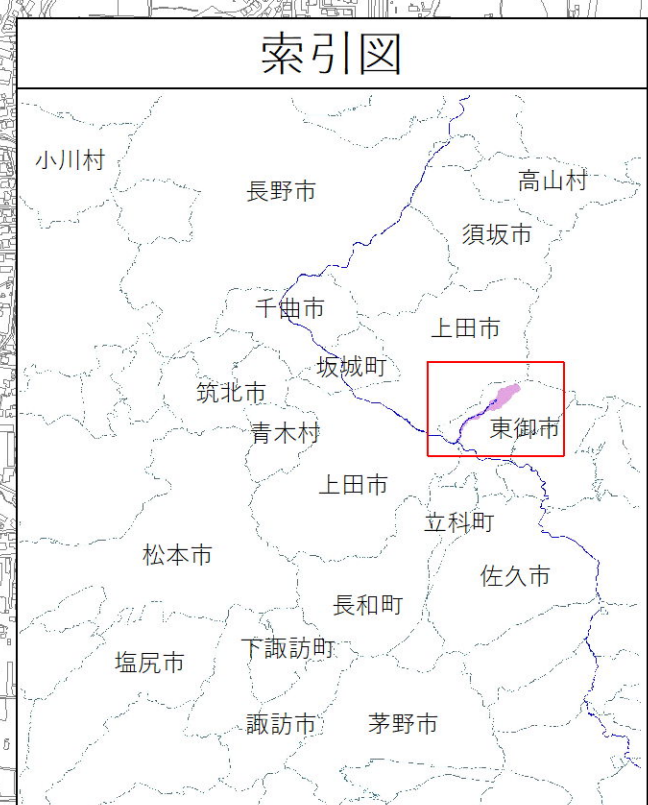 索引図
小川村
長野市
高山村
須坂市
千曲市
上田市
坂城町
筑北市
青木村
東御市
上田市
立科町
松本市
佐久市
長和町
下諏訪町
塩尻市
諏訪市
茅野市